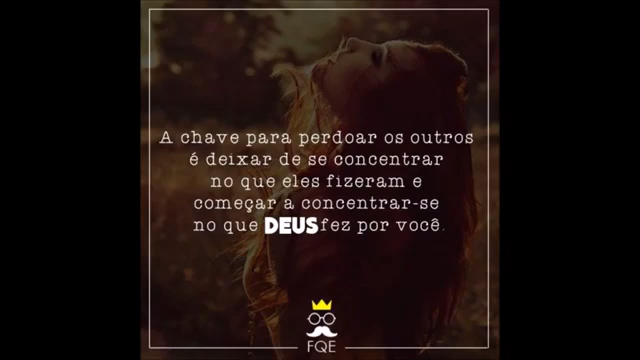 A chave para perdoar os outros
é deixar de se concentrar
no que eles fizeram e
começar a concentrar-se
no que DEUS fez por você.
FQE